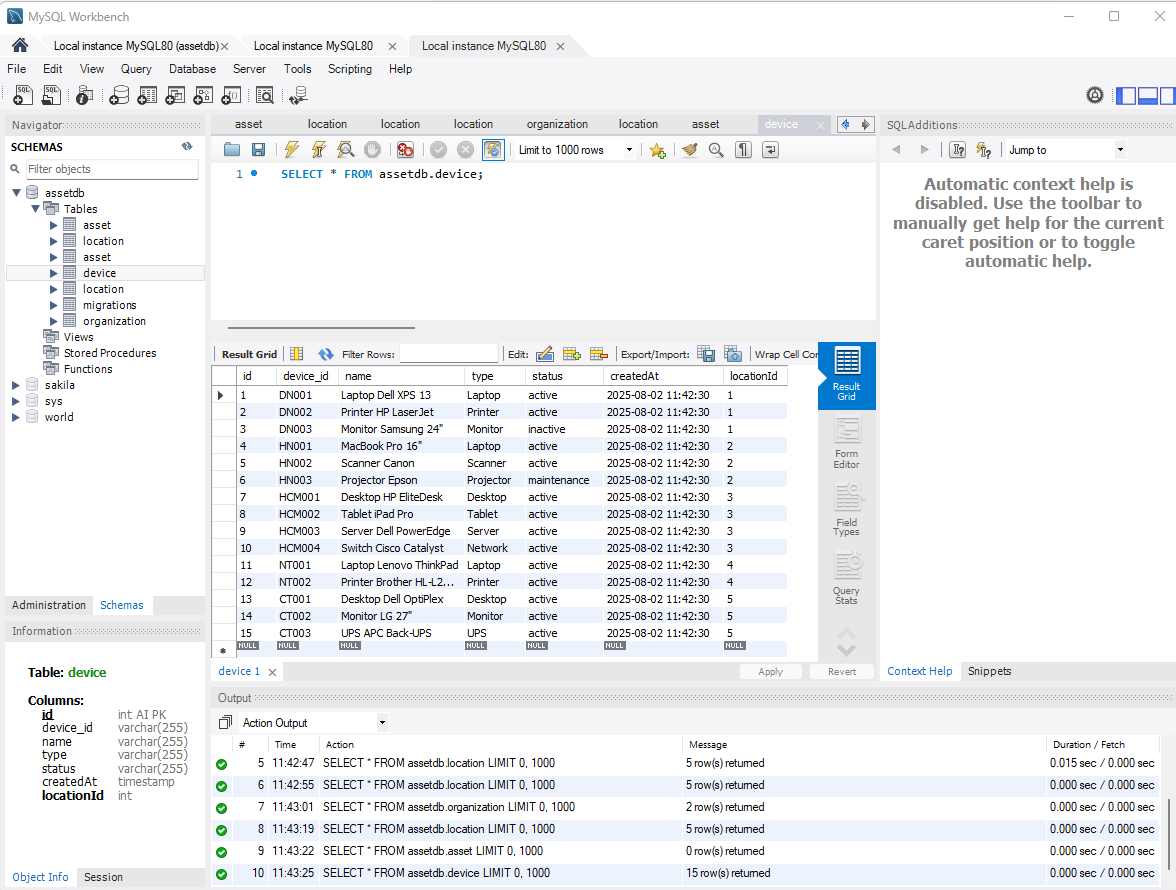 MySQL Workbench
Local instance MySQL80 (assetdb) Local instance MySQL80 Local instance MySQL80
File Edit View Query Database Server Tools Scripting Help
Navigator
SCHEMAS
Filter objects
assetdb
Tables
asset
location
asset
device
location
migrations
organization
Views
Stored Procedures
Functions
sakila
sys
world
Administration Schemas
Information
Table: device
Columns:
id int AI PK
device_id varchar(255)
name varchar(255)
type varchar(255)
status varchar(255)
createdAt timestamp
locationId int
Object Info Session
asset location location location organization location asset device
Limit to 1000 rows
1 SELECT * FROM assetdb.device;
Result Grid Filter Rows: Edit: Export/Import: Wrap Cell Cor
id device_id name type status createdAt locationId
1 DN001 Laptop Dell XPS 13 Laptop active 2025-08-02 11:42:30 1
2 DN002 Printer HP LaserJet Printer active 2025-08-02 11:42:30 1
3 DN003 Monitor Samsung 24" Monitor inactive 2025-08-02 11:42:30 1
4 HN001 MacBook Pro 16" Laptop active 2025-08-02 11:42:30 2
5 HN002 Scanner Canon Scanner active 2025-08-02 11:42:30 2
6 HN003 Projector Epson Projector maintenance 2025-08-02 11:42:30 2
7 HCM001 Desktop HP EliteDesk Desktop active 2025-08-02 11:42:30 3
8 HCM002 Tablet iPad Pro Tablet active 2025-08-02 11:42:30 3
9 HCM003 Server Dell PowerEdge Server active 2025-08-02 11:42:30 3
10 HCM004 Switch Cisco Catalyst Network active 2025-08-02 11:42:30 3
11 NT001 Laptop Lenovo ThinkPad Laptop active 2025-08-02 11:42:30 4
12 NT002 Printer Brother HL-L2... Printer active 2025-08-02 11:42:30 4
13 CT001 Desktop Dell OptiPlex Desktop active 2025-08-02 11:42:30 5
14 CT002 Monitor LG 27" Monitor active 2025-08-02 11:42:30 5
15 CT003 UPS APC Back-UPS UPS active 2025-08-02 11:42:30 5
NULL NULL NULL NULL NULL NULL NULL
Result
Grid
Form
Editor
Field
Types
Query
Stats
device 1 Apply Revert
SQLAdditions
Jump to
Automatic context help is
disabled. Use the toolbar to
manually get help for the current
caret position or to toggle
automatic help.
Context Help Snippets
Output
Action Output
# Time Action Message Duration / Fetch
5 11:42:47 SELECT * FROM assetdb.location LIMIT 0, 1000 5 row(s) returned 0.015 sec / 0.000 sec
6 11:42:55 SELECT * FROM assetdb.location LIMIT 0, 1000 5 row(s) returned 0.000 sec / 0.000 sec
7 11:43:01 SELECT * FROM assetdb.organization LIMIT 0, 1000 2 row(s) returned 0.000 sec / 0.000 sec
8 11:43:19 SELECT * FROM assetdb.location LIMIT 0, 1000 5 row(s) returned 0.000 sec / 0.000 sec
9 11:43:22 SELECT * FROM assetdb.asset LIMIT 0, 1000 0 row(s) returned 0.000 sec / 0.000 sec
10 11:43:25 SELECT * FROM assetdb.device LIMIT 0, 1000 15 row(s) returned 0.000 sec / 0.000 sec